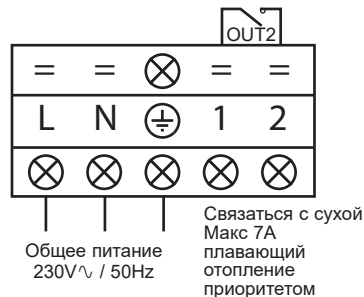 OUT2
= = = =
L N 1 2
Общее питание
230V∿ / 50Hz
Связаться с сухой
Макс 7А
плавающий
отопление
приоритетом